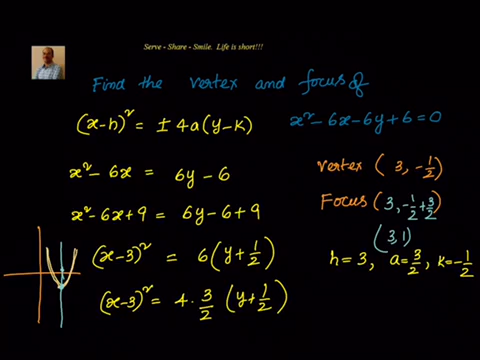 Serve - Share - Smile. Life is short!!!
Find the vertex and focus of
x² - 6x - 6y + 6 = 0
(x-h)² = ± 4a(y-k)
x² - 6x = 6y - 6
x² - 6x + 9 = 6y - 6 + 9
(x-3)² = 6(y + 1/2)
(x-3)² = 4 · 3/2 (y + 1/2)
Vertex (3, -1/2)
Focus (3, -1/2 + 3/2)
(3, 1)
h = 3, a = 3/2, k = -1/2